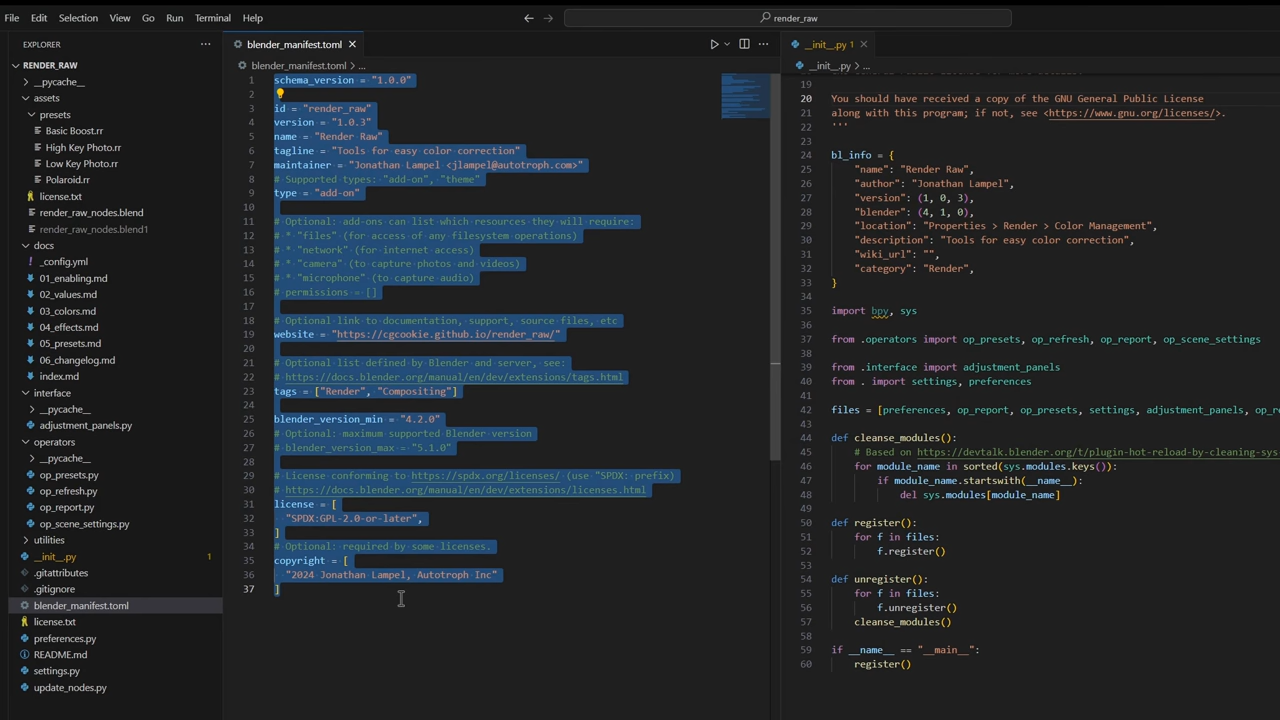 File Edit Selection View Go Run Terminal Help
render_raw
EXPLORER
RENDER_RAW
__pycache__
assets
presets
Basic Boost.rr
High Key Photo.rr
Low Key Photo.rr
Polaroid.rr
license.txt
render_raw_nodes.blend
render_raw_nodes.blend1
docs
_config.yml
01_enabling.md
02_values.md
03_colors.md
04_effects.md
05_presets.md
06_changelog.md
index.md
interface
__pycache__
adjustment_panels.py
operators
__pycache__
op_presets.py
op_refresh.py
op_report.py
op_scene_settings.py
utilities
__init__.py 1
.gitattributes
.gitignore
blender_manifest.toml
license.txt
preferences.py
README.md
settings.py
update_nodes.py
blender_manifest.toml
blender_manifest.toml > ...
1 schema_version = "1.0.0"
2
3 id = "render_raw"
4 version = "1.0.3"
5 name = "Render Raw"
6 tagline = "Tools for easy color correction"
7 maintainer = "Jonathan Lampel <jlampel@autotroph.com>"
8 # Supported types: "add-on", "theme"
9 type = "add-on"
10
11 # Optional: add-ons can list which resources they will require:
12 # * "files" (for access of any filesystem operations)
13 # * "network" (for internet access)
14 # * "camera" (to capture photos and videos)
15 # * "microphone" (to capture audio)
16 # permissions = []
17
18 # Optional link to documentation, support, source files, etc
19 website = "https://cgcookie.github.io/render_raw/"
20
21 # Optional list defined by Blender and server, see:
22 # https://docs.blender.org/manual/en/dev/extensions/tags.html
23 tags = ["Render", "Compositing"]
24
25 blender_version_min = "4.2.0"
26 # Optional: maximum supported Blender version
27 # blender_version_max = "5.1.0"
28
29 # License conforming to https://spdx.org/licenses/ (use "SPDX: prefix)
30 # https://docs.blender.org/manual/en/dev/extensions/licenses.html
31 license = [
32 "SPDX:GPL-2.0-or-later",
33 ]
34 # Optional: required by some licenses.
35 copyright = [
36 "2024 Jonathan Lampel, Autotroph Inc"
37 ]
__init__.py 1
__init__.py > ...
19
20 You should have received a copy of the GNU General Public License
21 along with this program; if not, see <https://www.gnu.org/licenses/>.
22 '''
23
24 bl_info = {
25 "name": "Render Raw",
26 "author": "Jonathan Lampel",
27 "version": (1, 0, 3),
28 "blender": (4, 1, 0),
29 "location": "Properties > Render > Color Management",
30 "description": "Tools for easy color correction",
31 "wiki_url": "",
32 "category": "Render",
33 }
34
35 import bpy, sys
36
37 from .operators import op_presets, op_refresh, op_report, op_scene_settings
38
39 from .interface import adjustment_panels
40 from . import settings, preferences
41
42 files = [preferences, op_report, op_presets, settings, adjustment_panels, op_re
43
44 def cleanse_modules():
45 # Based on https://devtalk.blender.org/t/plugin-hot-reload-by-cleaning-sys-
46 for module_name in sorted(sys.modules.keys()):
47 if module_name.startswith(__name__):
48 del sys.modules[module_name]
49
50 def register():
51 for f in files:
52 f.register()
53
54 def unregister():
55 for f in files:
56 f.unregister()
57 cleanse_modules()
58
59 if __name__ == "__main__":
60 register()